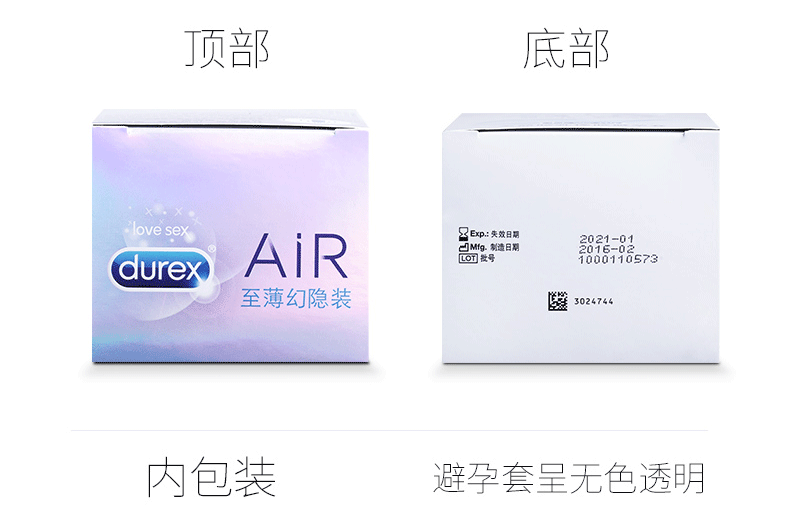 顶部
底部
love sex
durex®
AiR
至薄幻隐装
Exp.: 失效日期
Mfg. 制造日期
LOT 批号
2021-01
2016-02
1000110573
3024744
内包装
避孕套呈无色透明